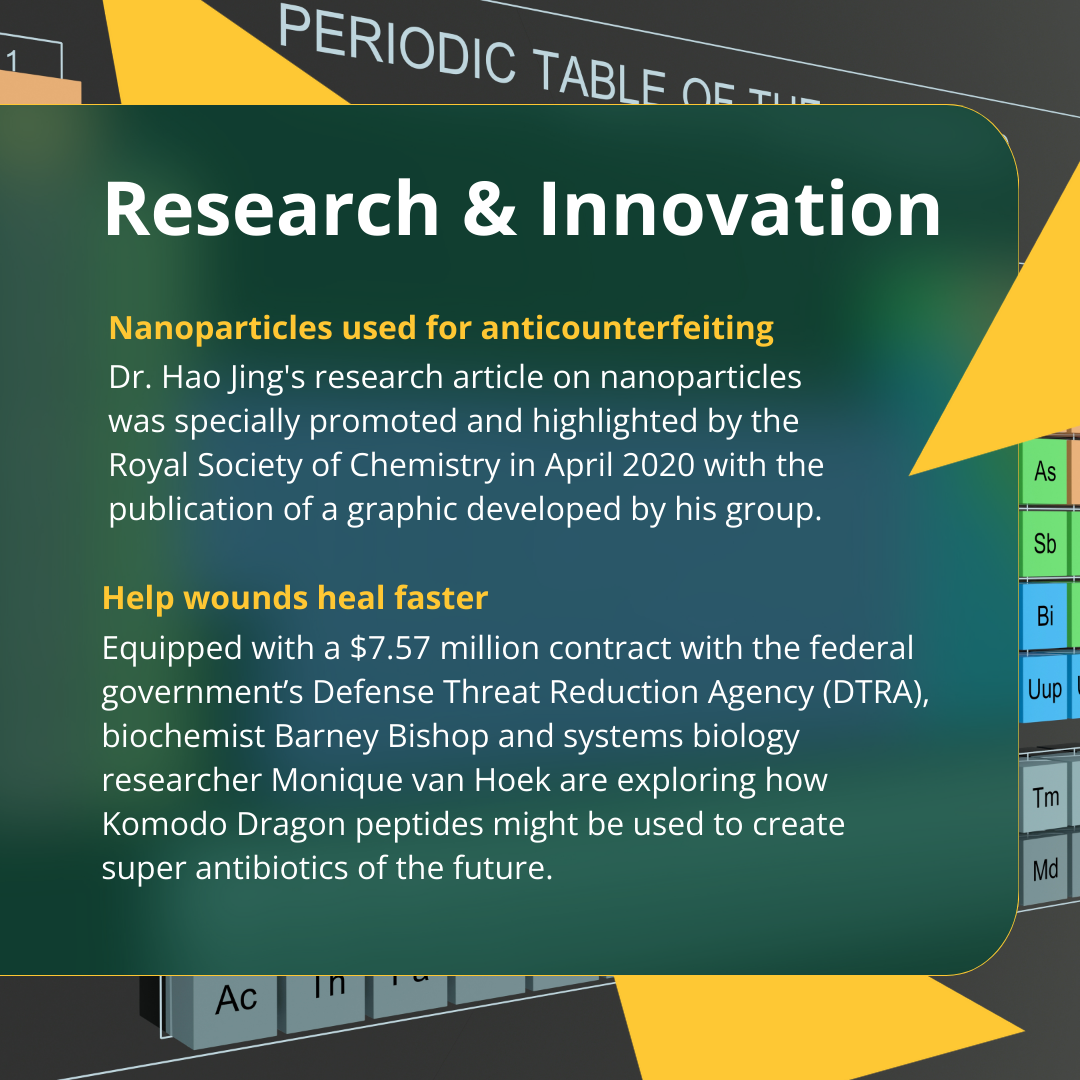 1
PERIODIC TABLE OF THE
Research & Innovation
Nanoparticles used for anticounterfeiting
Dr. Hao Jing's research article on nanoparticles
was specially promoted and highlighted by the
Royal Society of Chemistry in April 2020 with the
publication of a graphic developed by his group.
Help wounds heal faster
Equipped with a $7.57 million contract with the federal
government’s Defense Threat Reduction Agency (DTRA),
biochemist Barney Bishop and systems biology
researcher Monique van Hoek are exploring how
Komodo Dragon peptides might be used to create
super antibiotics of the future.
As
Sb
Bi
Uup
Tm
Md
Ac Th Pa